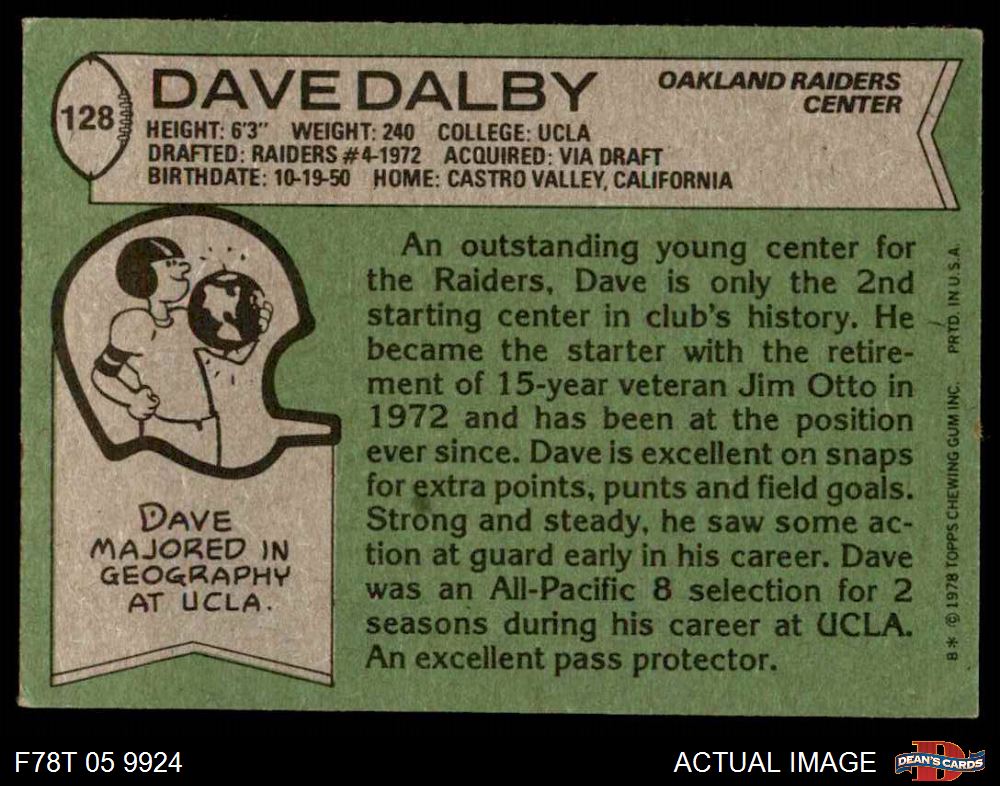 128
DAVE DALBY
OAKLAND RAIDERS
CENTER
HEIGHT: 6'3" WEIGHT: 240 COLLEGE: UCLA
DRAFTED: RAIDERS #4-1972 ACQUIRED: VIA DRAFT
BIRTHDATE: 10-19-50 HOME: CASTRO VALLEY, CALIFORNIA
An outstanding young center for
the Raiders, Dave is only the 2nd
starting center in club's history. He
became the starter with the retire-
ment of 15-year veteran Jim Otto in
1972 and has been at the position
ever since. Dave is excellent on snaps
for extra points, punts and field goals.
Strong and steady, he saw some ac-
tion at guard early in his career. Dave
was an All-Pacific 8 selection for 2
seasons during his career at UCLA.
An excellent pass protector.
DAVE
MAJORED IN
GEOGRAPHY
AT UCLA.
B* © 1978 TOPPS CHEWING GUM INC. PRTD. IN U.S.A.
F78T 05 9924
ACTUAL IMAGE
D
DEAN'S CARDS